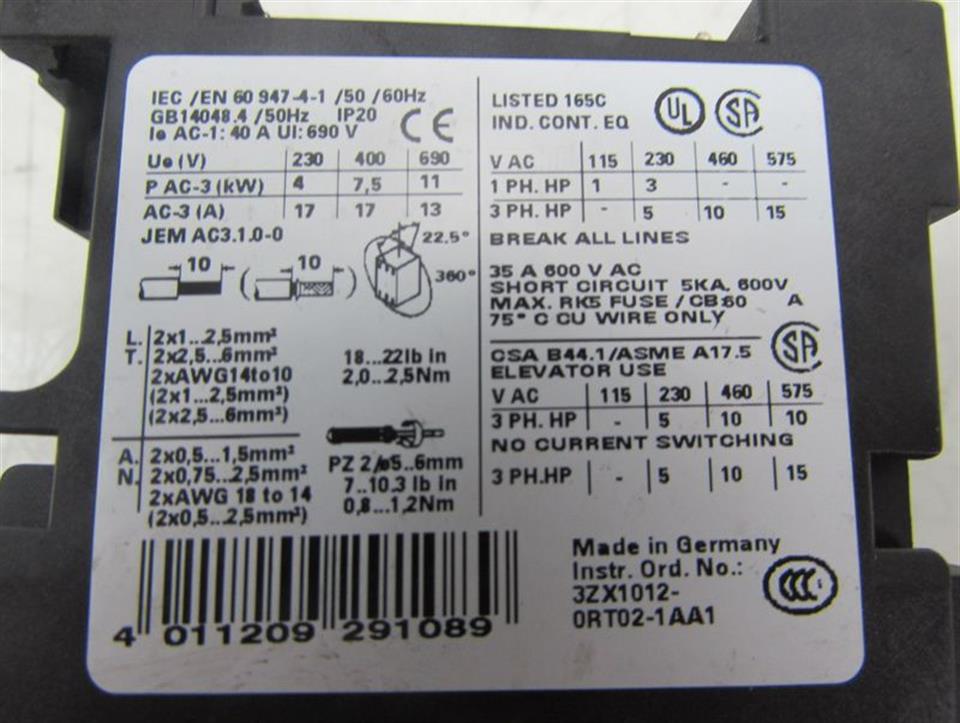 IEC /EN 60 947-4-1 /50 /60Hz
GB14048.4 /50Hz IP20
Ie AC-1: 40 A UI: 690 V
CE
Ue (V) 230 400 690
P AC-3 (kW) 4 7,5 11
AC-3 (A) 17 17 13
JEM AC3.1.0-0
22.5°
10 ( 10 ) 360°
L. 2x1...2,5mm²
T. 2x2,5...6mm²
2xAWG14to10
(2x1...2,5mm²)
(2x2,5...6mm²)
18...22lb in
2,0...2,5Nm
A. 2x0,5...1,5mm²
N. 2x0,75...2,5mm²
2xAWG 18 to 14
(2x0,5...2,5mm²)
PZ 2/ø5..6mm
7...10.3 lb in
0,8...1,2Nm
4 011209 291089
LISTED 165C UL SA
IND. CONT. EQ
V AC 115 230 460 575
1 PH. HP 1 3 - -
3 PH. HP - 5 10 15
BREAK ALL LINES
35 A 600 V AC
SHORT CIRCUIT 5KA, 600V
MAX. RK5 FUSE / CB:60 A
75° C CU WIRE ONLY
CSA B44.1/ASME A17.5 SA
ELEVATOR USE
V AC 115 230 460 575
3 PH. HP - 5 10 10
NO CURRENT SWITCHING
3 PH.HP - 5 10 15
Made in Germany
Instr. Ord. No.:
3ZX1012-
0RT02-1AA1
CCC s